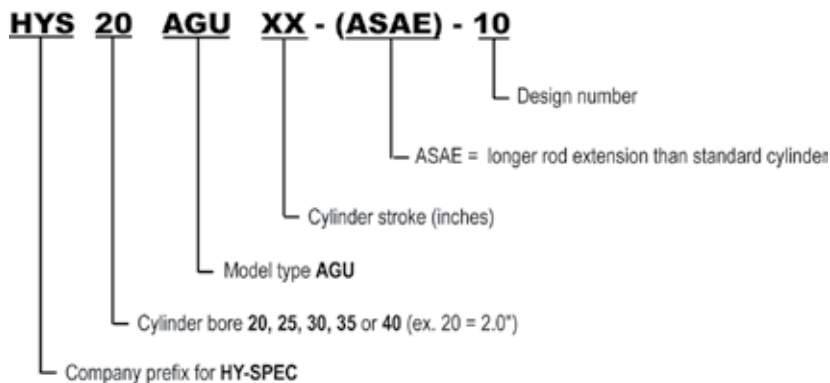 HYS 20 AGU XX - (ASAE) - 10
Design number
ASAE = longer rod extension than standard cylinder
Cylinder stroke (inches)
Model type AGU
Cylinder bore 20, 25, 30, 35 or 40 (ex. 20 = 2.0")
Company prefix for HY-SPEC